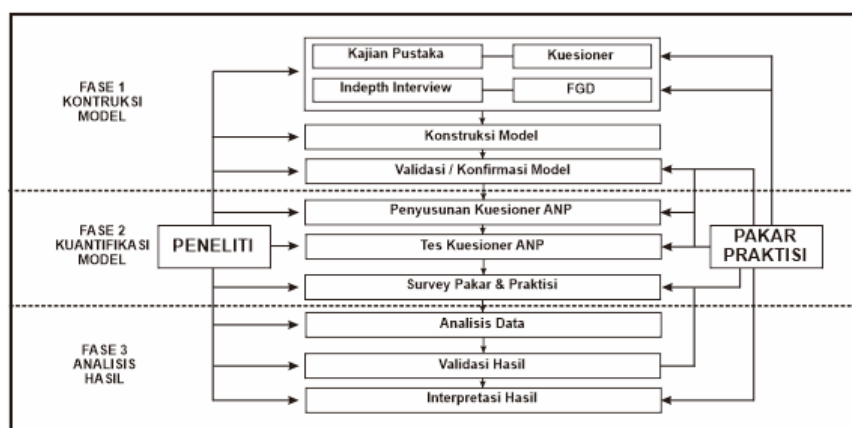 Kajian Pustaka
Kuesioner
FASE 1
KONTRUKSI
MODEL
Indepth Interview
FGD
Konstruksi Model
Validasi / Konfirmasi Model
FASE 2
KUANTIFIKASI
MODEL
PENELITI
Penyusunan Kuesioner ANP
Tes Kuesioner ANP
Survey Pakar & Praktisi
PAKAR
PRAKTISI
FASE 3
ANALISIS
HASIL
Analisis Data
Validasi Hasil
Interpretasi Hasil